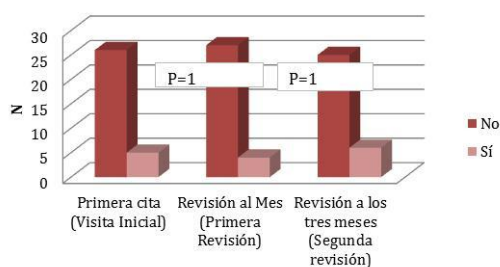 30
25
20
15
10
5
0
N
P=1
P=1
No
Sí
Primera cita
(Visita Inicial)
Revisión al Mes
(Primera
Revisión)
Revisión a los
tres meses
(Segunda
revisión)